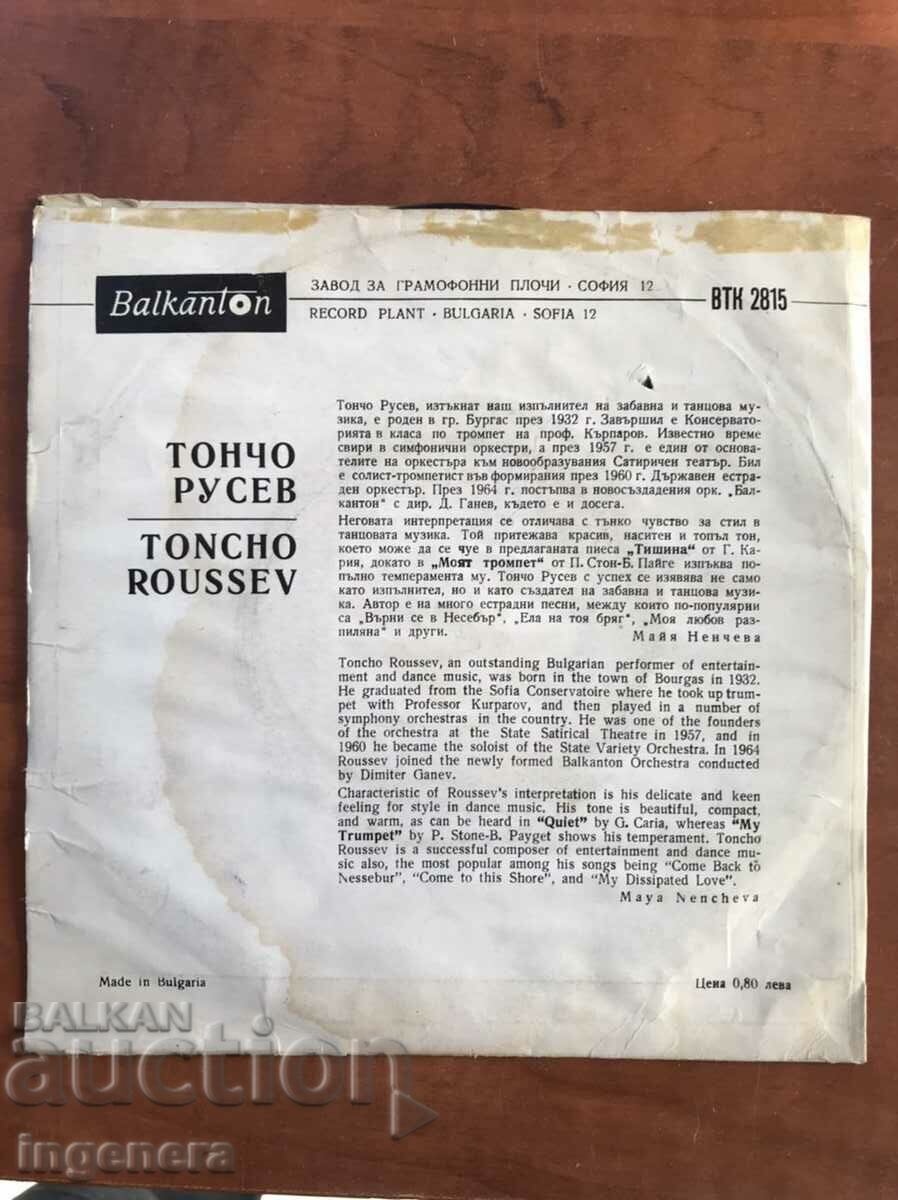 Balkanton
ЗАВОД ЗА ГРАМОФОННИ ПЛОЧИ · СОФИЯ 12
RECORD PLANT · BULGARIA · SOFIA 12
ВТК 2815
ТОНЧО
РУСЕВ
TONCHO
ROUSSEV
Тончо Русев, изтъкнат наш изпълнител на забавна и танцова му-
зика, е роден в гр. Бургас през 1932 г. Завършил е Консервато-
рията в класа по тромпет на проф. Кърпаров. Известно време
свири в симфонични оркестри, а през 1957 г. е един от основа-
телите на оркестъра към новообразувания Сатиричен театър. Бил
е солист-тромпетист във формирания през 1960 г. Държавен естра-
ден оркестър. През 1964 г. постъпва в новосъздадения орк. „Бал-
кантон“ с дир. Д. Ганев, където е и досега.
Неговата интерпретация се отличава с тънко чувство за стил в
танцовата музика. Той притежава красив, наситен и топъл тон,
което може да се чуе в предлаганата пиеса „Тишина“ от Г. Ка-
рия, докато в „Моят тромпет“ от П. Стон-Б. Пайге изпъква по-
пълно темперамента му. Тончо Русев с успех се изявява не само
като изпълнител, но и като създател на забавна и танцова музи-
ка. Автор е на много естрадни песни, между които по-популярни
са „Върни се в Несебър“, „Ела на тоя бряг“, „Моя любов раз-
пиляна“ и други.
Майя Ненчева
Toncho Roussev, an outstanding Bulgarian performer of entertain-
ment and dance music, was born in the town of Bourgas in 1932.
He graduated from the Sofia Conservatoire where he took up trum-
pet with Professor Kurparov, and then played in a number of
symphony orchestras in the country. He was one of the founders
of the orchestra at the State Satirical Theatre in 1957, and in
1960 he became the soloist of the State Variety Orchestra. In 1964
Roussev joined the newly formed Balkanton Orchestra conducted
by Dimiter Ganev.
Characteristic of Roussev's interpretation is his delicate and keen
feeling for style in dance music. His tone is beautiful, compact,
and warm, as can be heard in “Quiet” by G. Caria, whereas “My
Trumpet” by P. Stone-B. Payget shows his temperament. Toncho
Roussev is a successful composer of entertainment and dance mu-
sic also, the most popular among his songs being “Come Back to
Nessebur”, “Come to this Shore”, and “My Dissipated Love”.
Maya Nencheva
Made in Bulgaria
Цена 0,80 лева
BALKAN
auction
ingenera